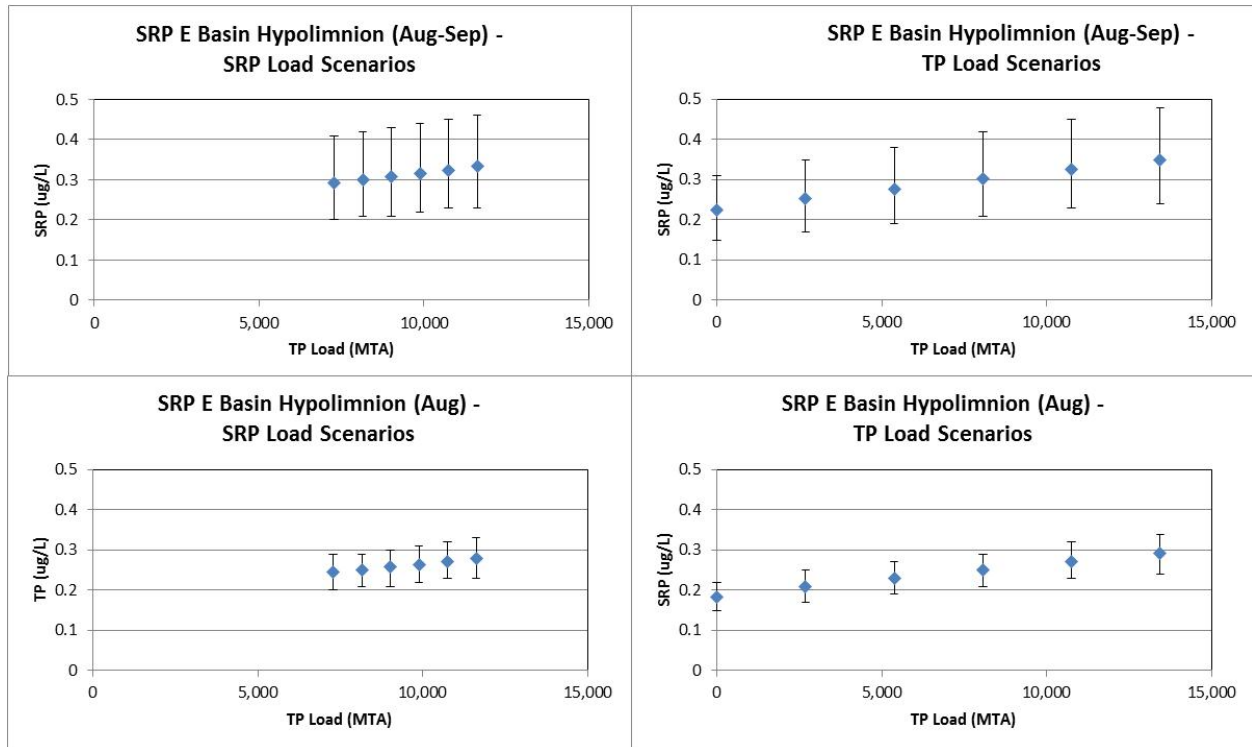 SRP E Basin Hypolimnion (Aug-Sep) -
SRP Load Scenarios
0.5
0.4
0.3
0.2
0.1
0
SRP (ug/L)
0 5,000 10,000 15,000
TP Load (MTA)
SRP E Basin Hypolimnion (Aug-Sep) -
TP Load Scenarios
0.5
0.4
0.3
0.2
0.1
0
SRP (ug/L)
0 5,000 10,000 15,000
TP Load (MTA)
SRP E Basin Hypolimnion (Aug) -
SRP Load Scenarios
0.5
0.4
0.3
0.2
0.1
0
TP (ug/L)
0 5,000 10,000 15,000
TP Load (MTA)
SRP E Basin Hypolimnion (Aug) -
TP Load Scenarios
0.5
0.4
0.3
0.2
0.1
0
SRP (ug/L)
0 5,000 10,000 15,000
TP Load (MTA)